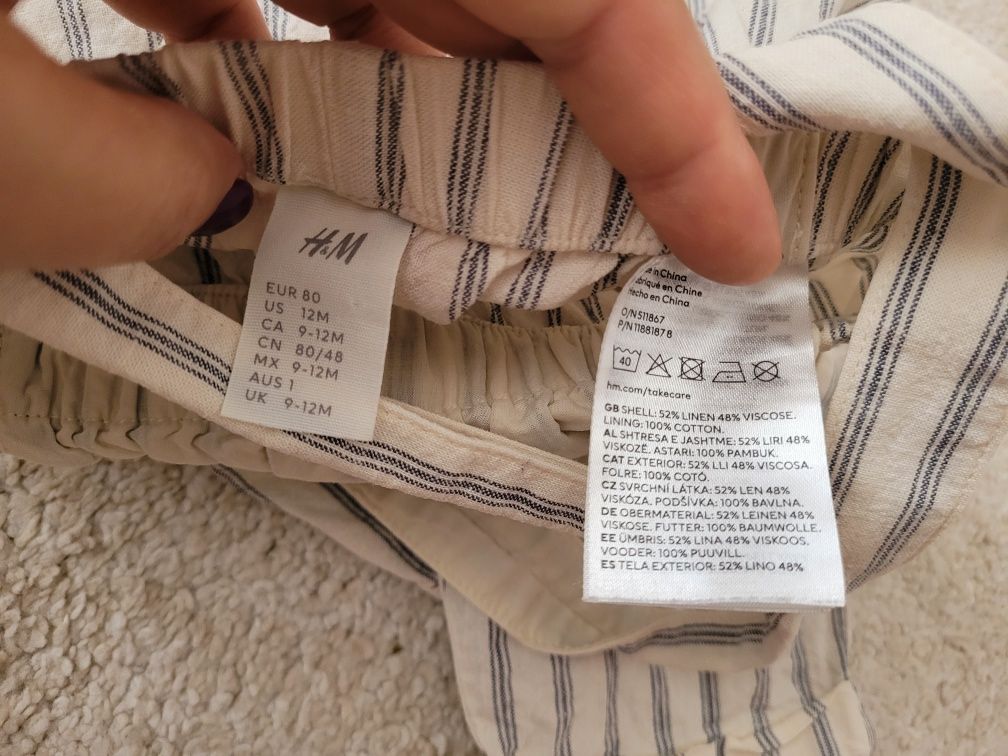 H&M
EUR 80
US 12M
CA 9-12M
CN 80/48
MX 9-12M
AUS 1
UK 9-12M
in China
en Chine
en China
O/N 511867
P/N 1188187 8
40
hm.com/takecare
GB SHELL: 52% LINEN 48% VISCOSE.
LINING: 100% COTTON.
AL SHTRESA E JASHTME: 52% LIRI 48%
VISKOZË. ASTARI: 100% PAMBUK.
CAT EXTERIOR: 52% LLI 48% VISCOSA.
FOLRE: 100% COTÓ.
CZ SVRCHNÍ LÁTKA: 52% LEN 48%
VISKÓZA. PODŠÍVKA: 100% BAVLNA.
DE OBERMATERIAL: 52% LEINEN 48%
VISKOSE. FUTTER: 100% BAUMWOLLE.
EE ÜMBRIS: 52% LINA 48% VISKOOS.
VOODER: 100% PUUVILL.
ES TELA EXTERIOR: 52% LINO 48%